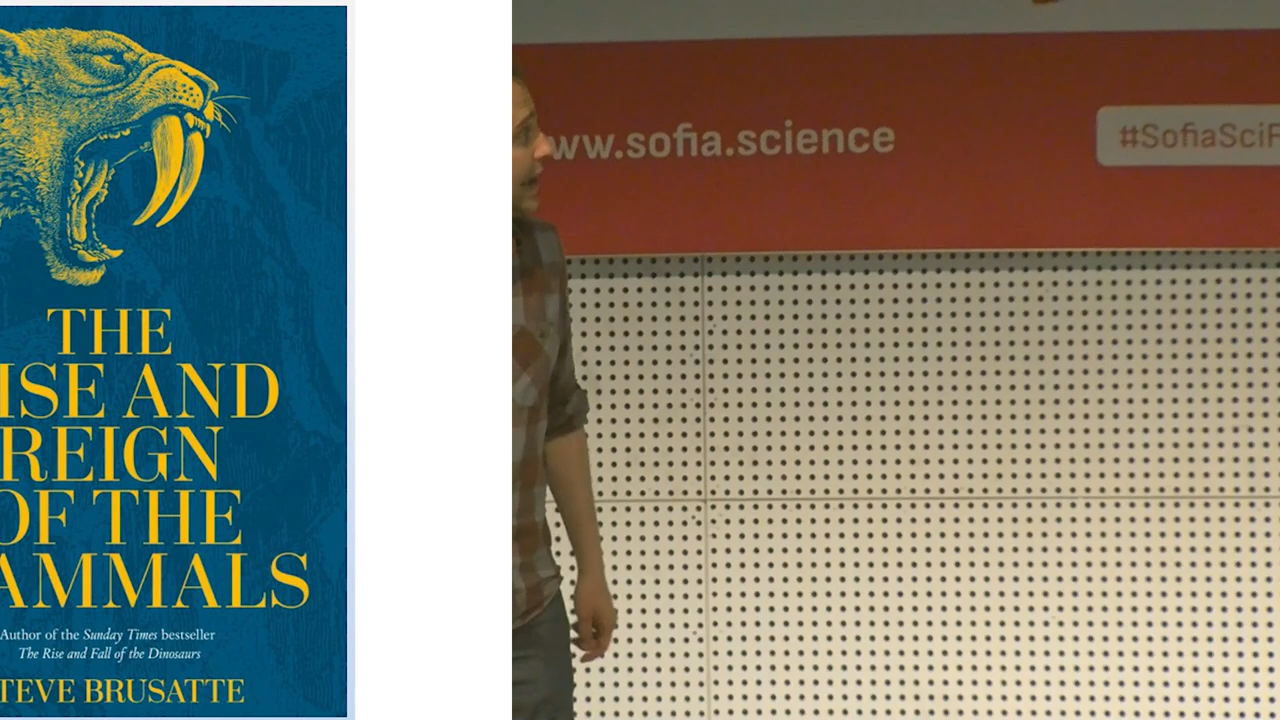 THE
ISE AND
REIGN
OF THE
AMMALS
Author of the Sunday Times bestseller
The Rise and Fall of the Dinosaurs
TEVE BRUSATTE
www.sofia.science
#SofiaSciF